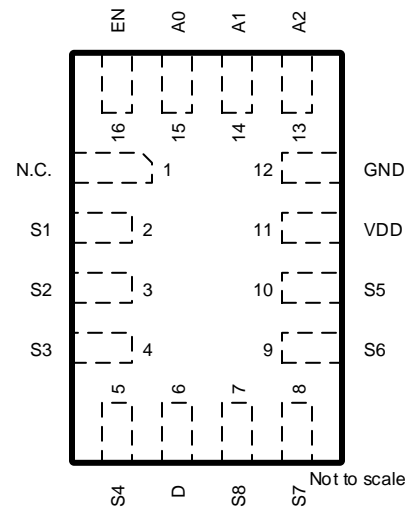 EN A0 A1 A2
16 15 14 13
N.C. 1 12 GND
S1 2 11 VDD
S2 3 10 S5
S3 4 9 S6
5 6 7 8
S4 D S8 S7
Not to scale